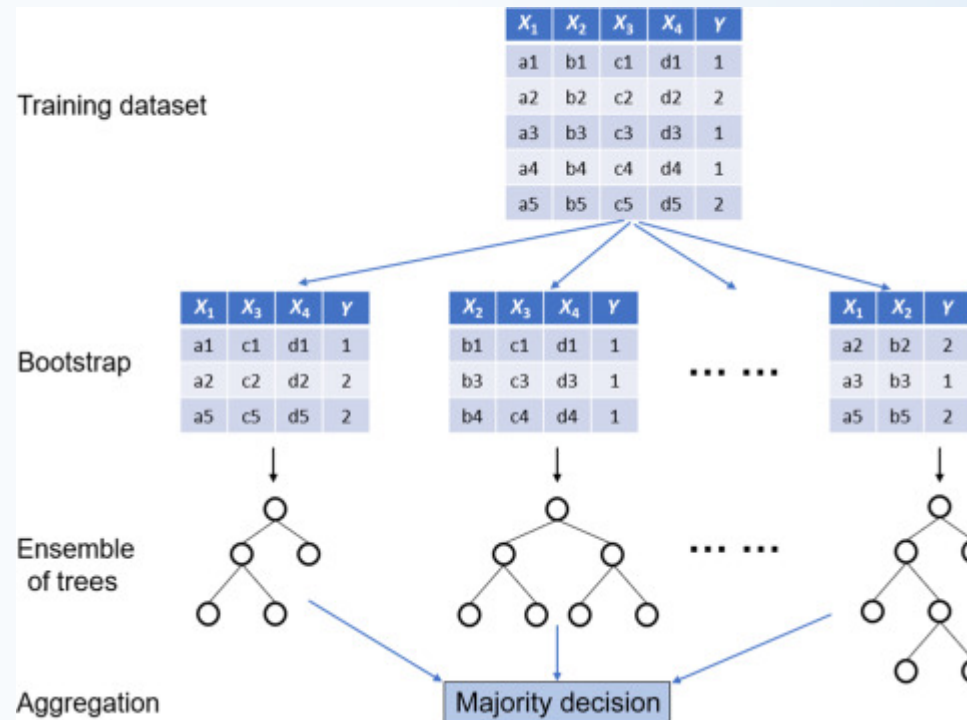 X1 X2 X3 X4 Y
a1 b1 c1 d1 1
Training dataset
a2 b2 c2 d2 2
a3 b3 c3 d3 1
a4 b4 c4 d4 1
a5 b5 c5 d5 2
X1 X3 X4 Y
a1 c1 d1 1
a2 c2 d2 2
a5 c5 d5 2
X2 X3 X4 Y
b1 c1 d1 1
b3 c3 d3 1
b4 c4 d4 1
... ...
X1 X2 Y
a2 b2 2
a3 b3 1
a5 b5 2
Bootstrap
Ensemble
of trees
... ...
Aggregation
Majority decision